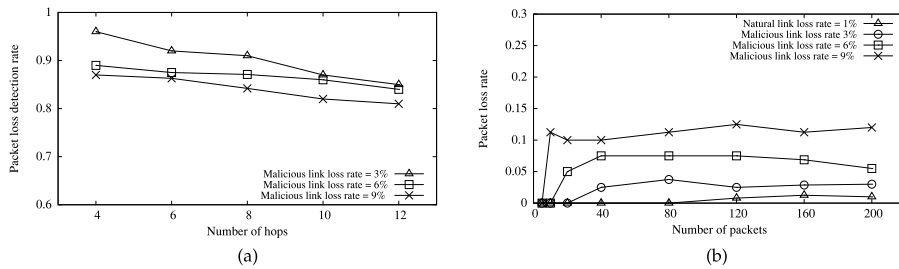 1
0.9
0.8
0.7
0.6
4
6
8
10
12
Packet loss detection rate
Number of hops
Malicious link loss rate = 3%
Malicious link loss rate = 6%
Malicious link loss rate = 9%
(a)
0.3
0.25
0.2
0.15
0.1
0.05
0
0
40
80
120
160
200
Packet loss rate
Number of packets
Natural link loss rate = 1%
Malicious link loss rate 3%
Malicious link loss rate = 6%
Malicious link loss rate = 9%
(b)